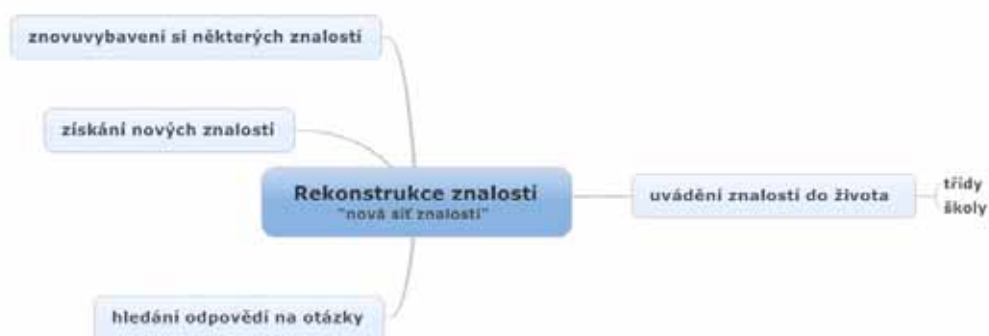 znovuvybavení si některých znalostí
získání nových znalostí
Rekonstrukce znalostí
"nová síť znalostí"
hledání odpovědí na otázky
uvádění znalostí do života
třídy
školy